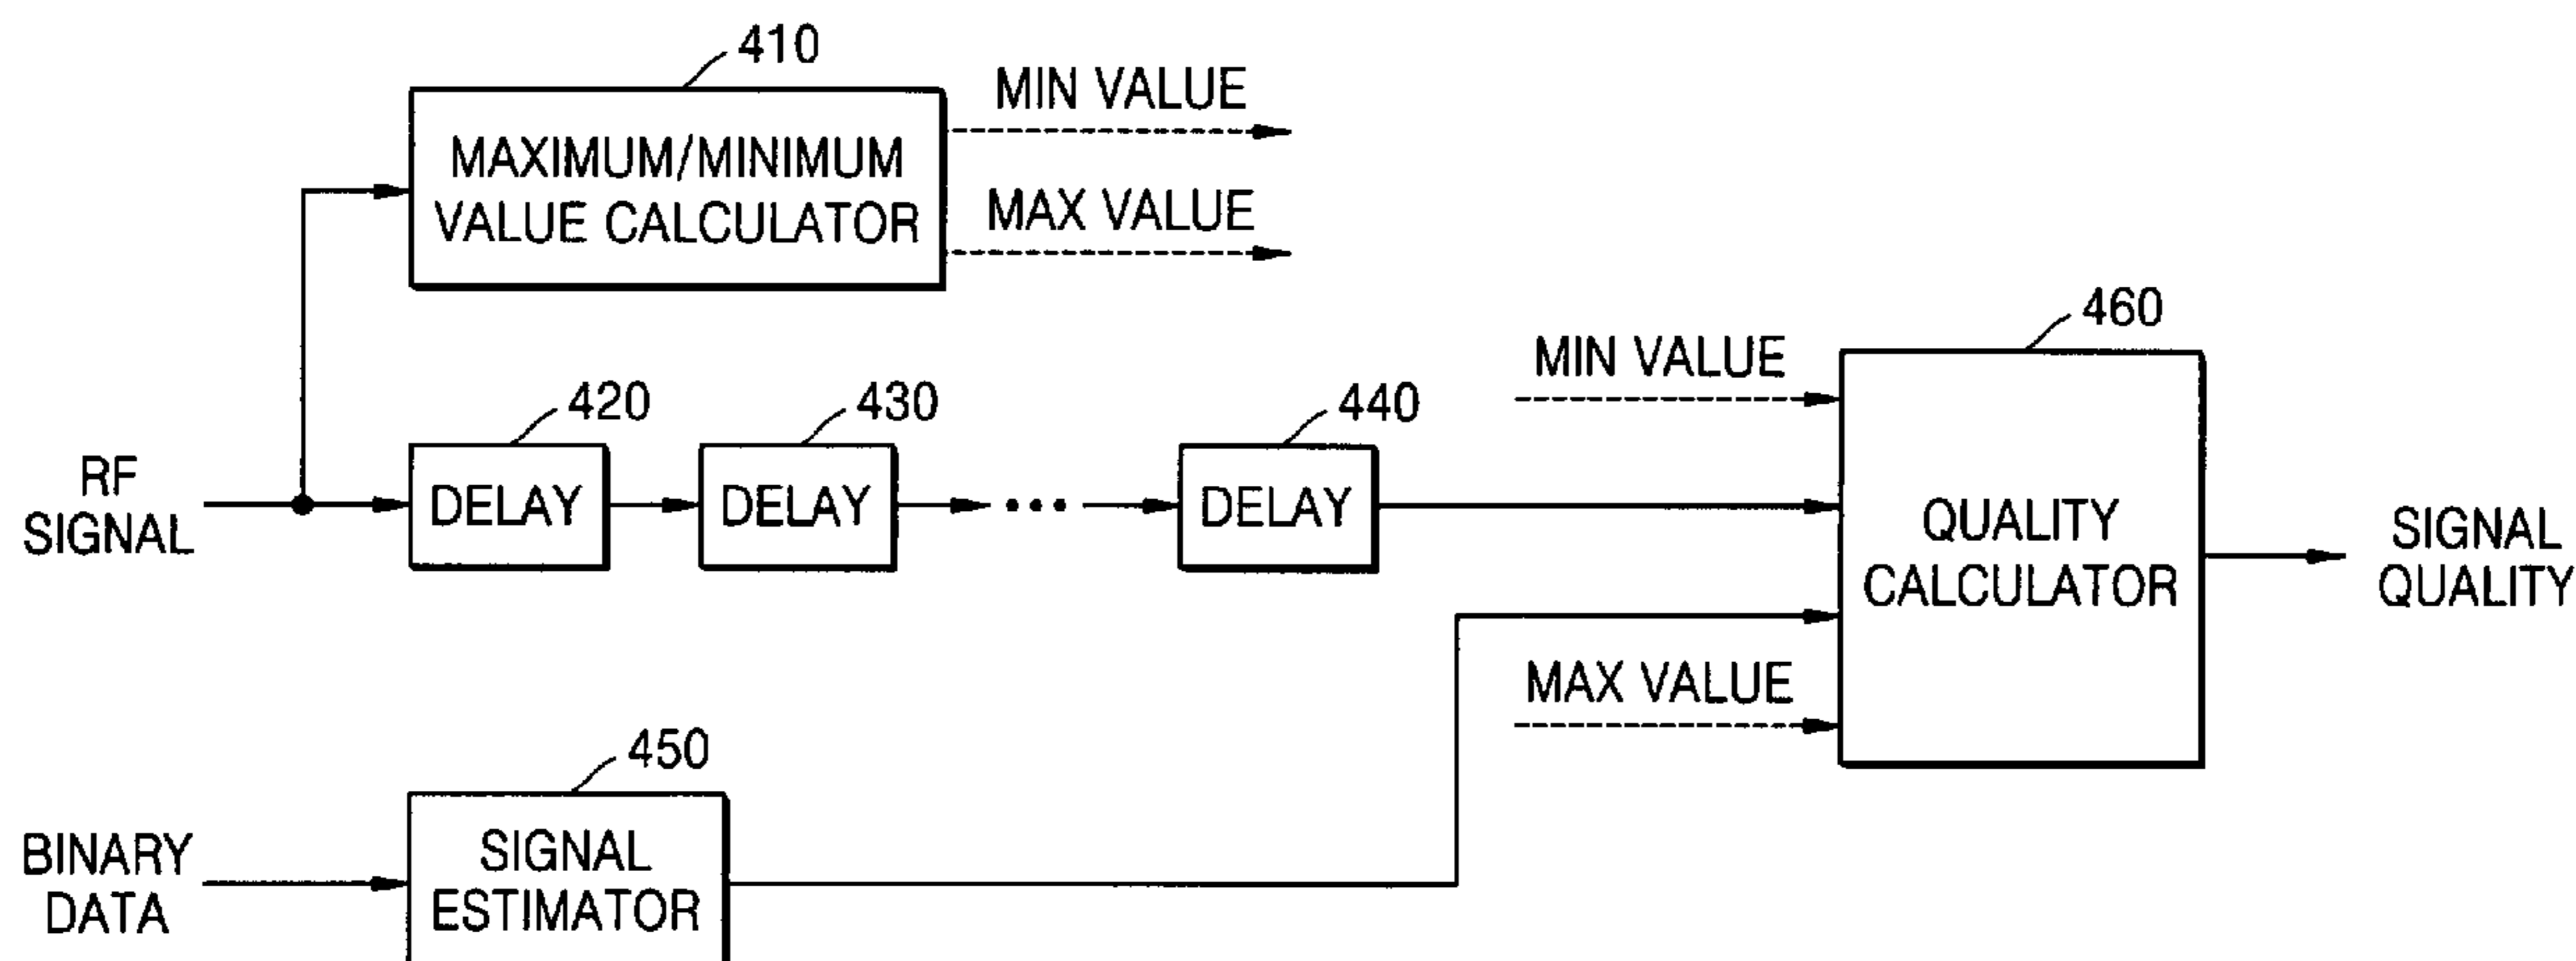 410
MAXIMUM/MINIMUM
VALUE CALCULATOR
MIN VALUE
MAX VALUE
RF
SIGNAL
420
DELAY
430
DELAY
...
440
DELAY
MIN VALUE
MAX VALUE
460
QUALITY
CALCULATOR
SIGNAL
QUALITY
BINARY
DATA
450
SIGNAL
ESTIMATOR